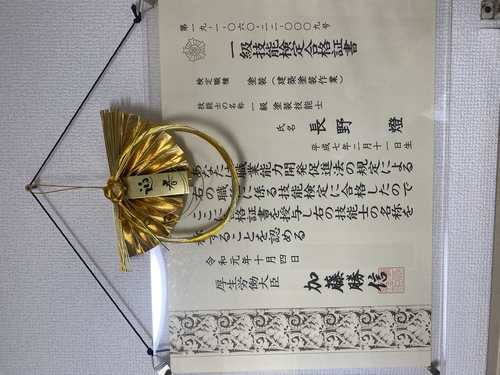 第一九-一-〇六〇-二二-〇〇〇九号
一級技能検定合格証書
検定職種 塗装(建築塗装作業)
技能士の名称 一級塗装技能士
氏名 長野 燈
平成七年二月十一日生
職業能力開発促進法の規定による
右の職種に係る技能検定に合格したので
ここに合格証書を授与し右の技能士の名称を
することを認める
令和元年十月四日
厚生労働大臣 加藤勝信